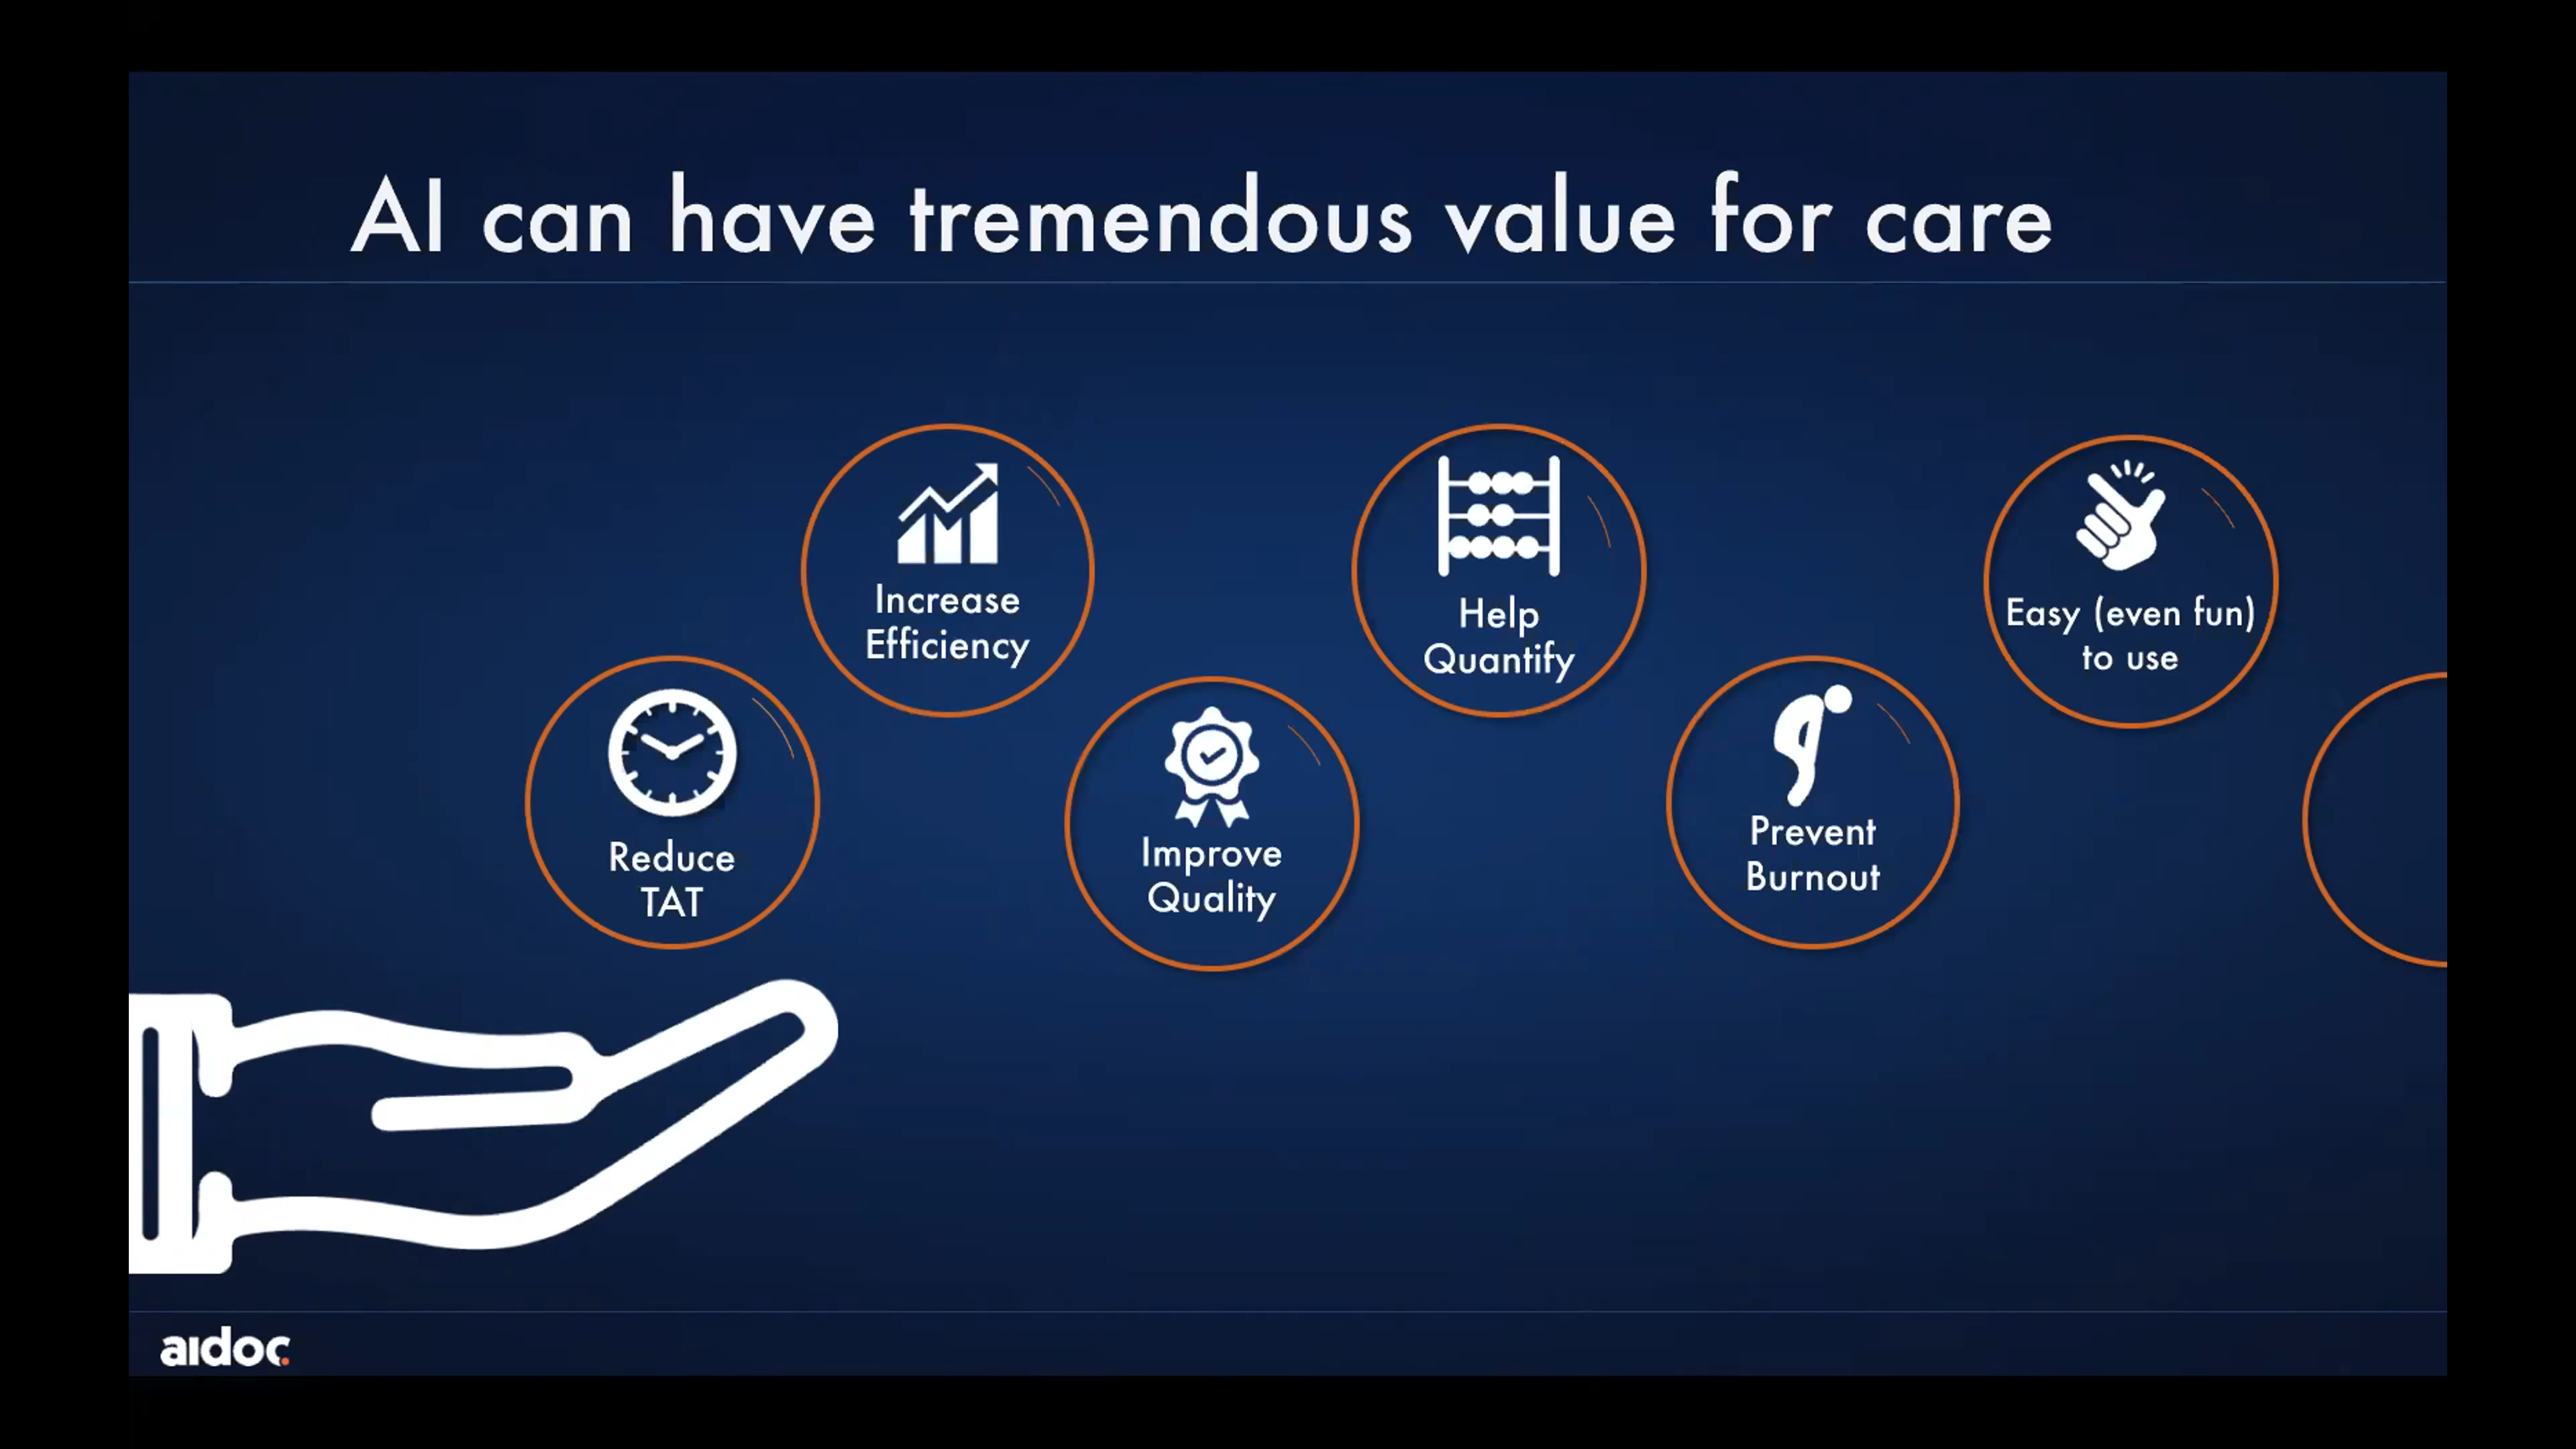 AI can have tremendous value for care
Reduce
TAT
Increase
Efficiency
Improve
Quality
Help
Quantify
Prevent
Burnout
Easy (even fun)
to use
aidoc.